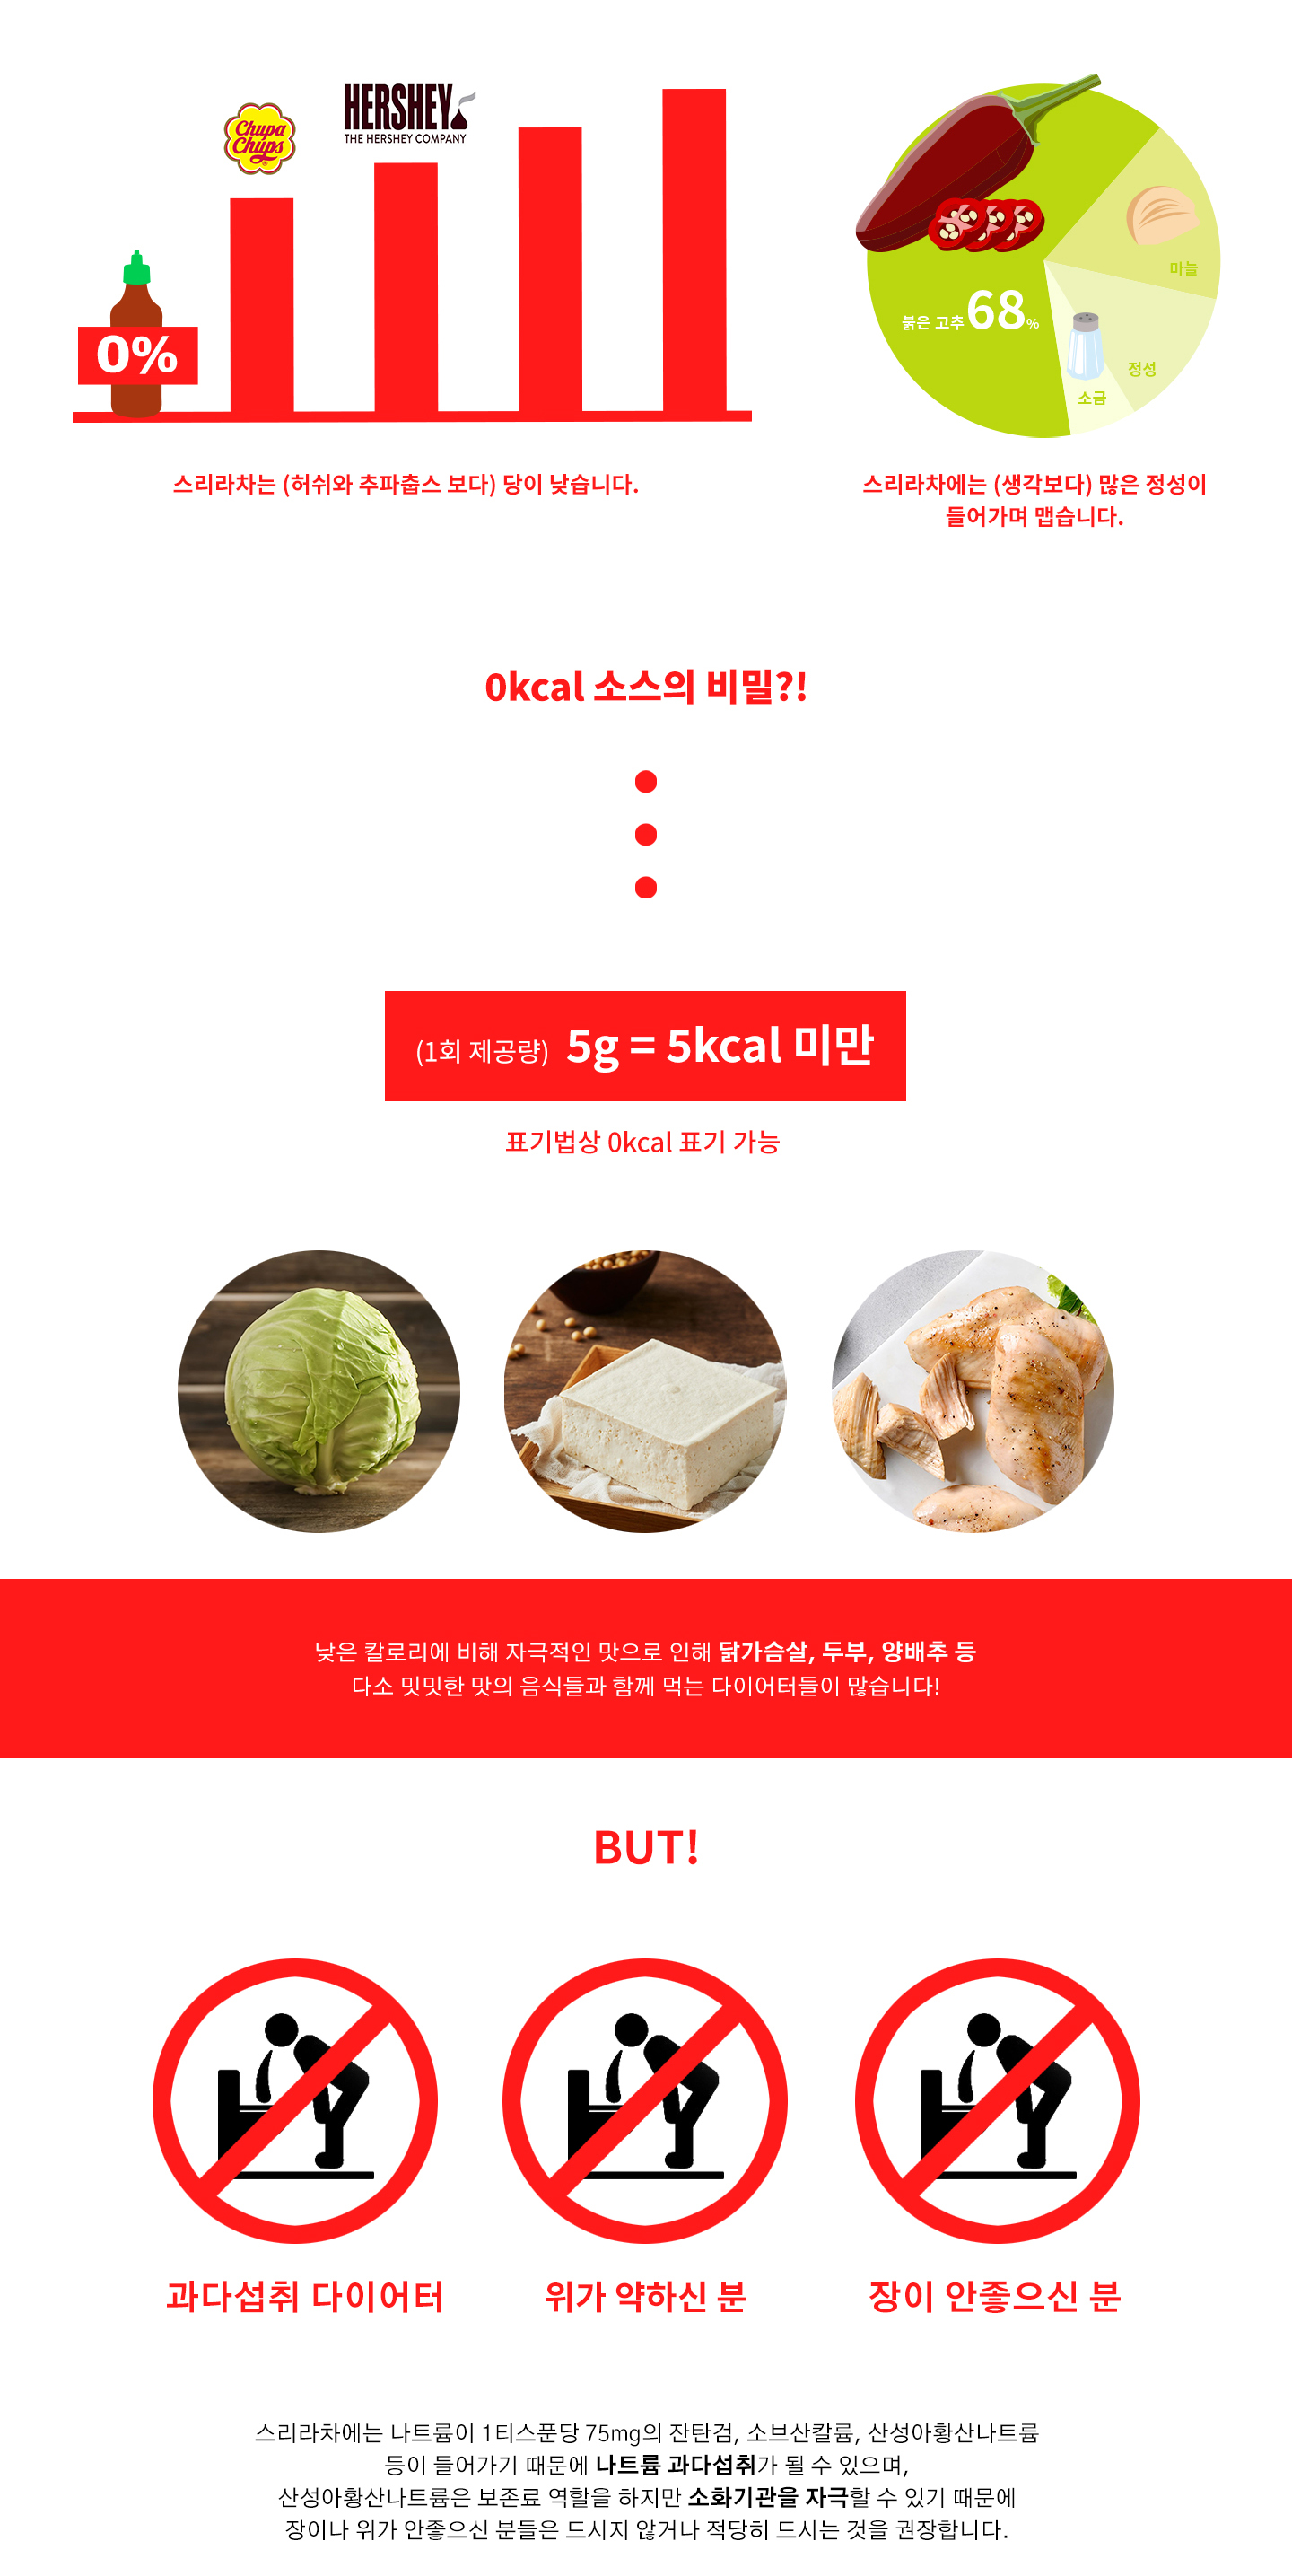 Chupa
Chups
HERSHEY
THE HERSHEY COMPANY
0%
스리라차는 (허쉬와 추파춥스 보다) 당이 낮습니다.
마늘
붉은 고추 68%
정성
소금
스리라차에는 (생각보다) 많은 정성이
들어가며 맵습니다.
0kcal 소스의 비밀?!
(1회 제공량) 5g = 5kcal 미만
표기법상 0kcal 표기 가능
낮은 칼로리에 비해 자극적인 맛으로 인해 닭가슴살, 두부, 양배추 등
다소 밋밋한 맛의 음식들과 함께 먹는 다이어터들이 많습니다!
BUT!
과다섭취 다이어터
위가 약하신 분
장이 안좋으신 분
스리라차에는 나트륨이 1티스푼당 75mg의 잔탄검, 소브산칼륨, 산성아황산나트륨
등이 들어가기 때문에 나트륨 과다섭취가 될 수 있으며,
산성아황산나트륨은 보존료 역할을 하지만 소화기관을 자극할 수 있기 때문에
장이나 위가 안좋으신 분들은 드시지 않거나 적당히 드시는 것을 권장합니다.